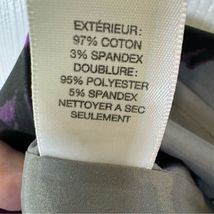 EXTÉRIEUR:
97% COTON
3% SPANDEX
DOUBLURE:
95% POLYESTER
5% SPANDEX
NETTOYER A SEC
SEULEMENT